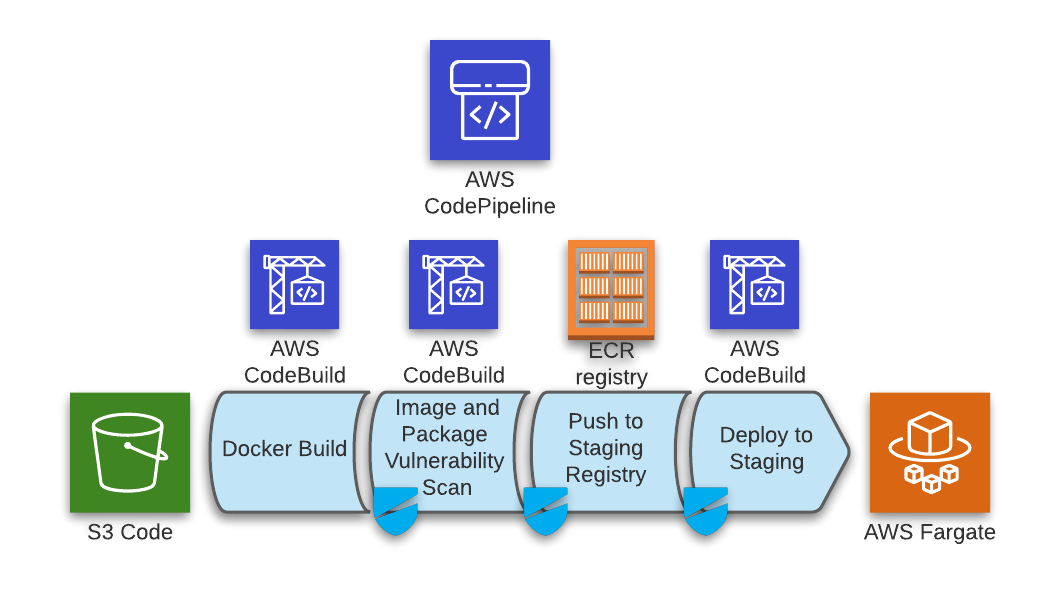 AWS
CodePipeline
AWS
CodeBuild
AWS
CodeBuild
ECR
registry
AWS
CodeBuild
S3 Code
Docker Build
Image and
Package
Vulnerability
Scan
Push to
Staging
Registry
Deploy to
Staging
AWS Fargate